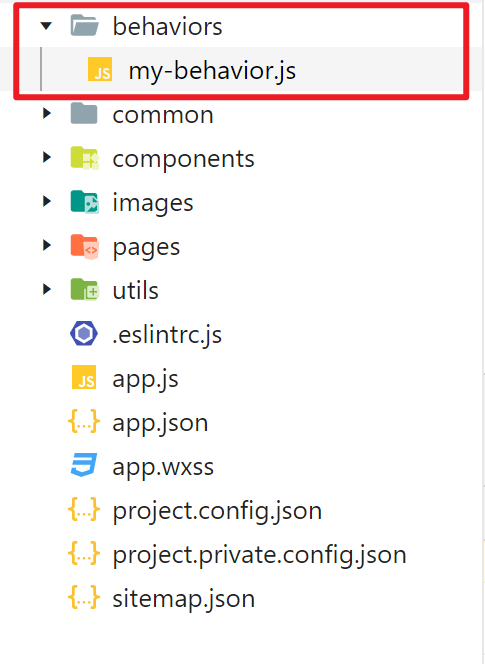 behaviors
JS my-behavior.js
common
components
images
pages
utils
.eslintrc.js
JS app.js
{..} app.json
app.wxss
{..} project.config.json
{..} project.private.config.json
{..} sitemap.json